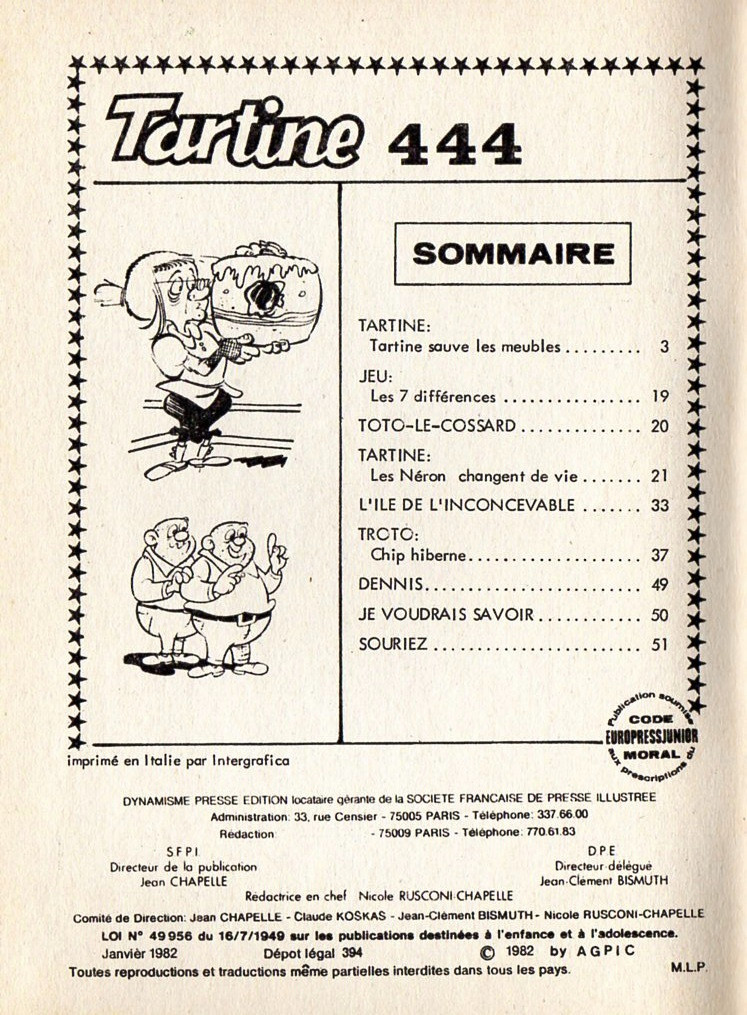 Tartine 444
SOMMAIRE
TARTINE:
Tartine sauve les meubles ......... 3
JEU:
Les 7 différences ................ 19
TOTO-LE-COSSARD .............. 20
TARTINE:
Les Néron changent de vie ....... 21
L'ILE DE L'INCONCEVABLE ....... 33
TROTO:
Chip hiberne.................... 37
DENNIS......................... 49
JE VOUDRAIS SAVOIR ............ 50
SOURIEZ ........................ 51
Publication soumise
CODE
EUROPRESSJUNIOR
MORAL
aux prescriptions du
imprimé en Italie par Intergrafica
DYNAMISME PRESSE EDITION locataire gérante de la SOCIETE FRANCAISE DE PRESSE ILLUSTREE
Administration: 33, rue Censier - 75005 PARIS - Téléphone: 337.66.00
Rédaction - 75009 PARIS - Téléphone: 770.61.83
SFPI DPE
Directeur de la publication Directeur délégué
Jean CHAPELLE Jean-Clément BISMUTH
Rédactrice en chef Nicole RUSCONI-CHAPELLE
Comité de Direction: Jean CHAPELLE - Claude KOSKAS - Jean-Clément BISMUTH - Nicole RUSCONI-CHAPELLE
LOI N° 49956 du 16/7/1949 sur les publications destinées à l'enfance et à l'adolescence.
Janvièr 1982 Dépot légal 394 © 1982 by AGPIC
Toutes reproductions et traductions même partielles interdites dans tous les pays. M.L.P.